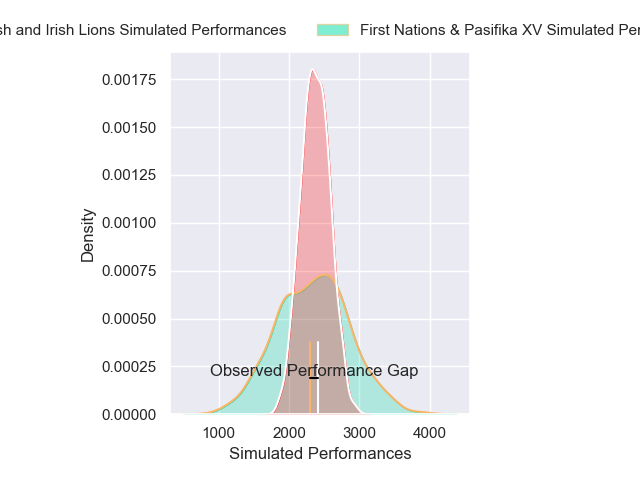 sh and Irish Lions Simulated Performances First Nations & Pasifika XV Simulated Per
0.00175
0.00150
0.00125
0.00100
0.00075
0.00050
0.00025
0.00000
Density
Observed Performance Gap
1000 2000 3000 4000
Simulated Performances